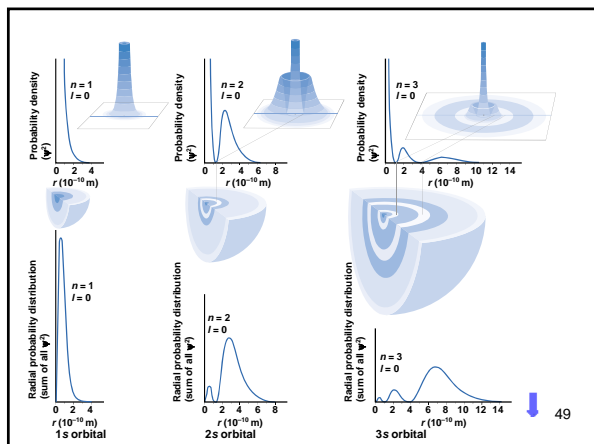 Probability density
(Ψ²)
n = 1
l = 0
0 2 4
r (10⁻¹⁰ m)
Probability density
(Ψ²)
n = 2
l = 0
0 2 4 6 8
r (10⁻¹⁰ m)
Probability density
(Ψ²)
n = 3
l = 0
0 2 4 6 8 10 12 14
r (10⁻¹⁰ m)
Radial probability distribution
(sum of all Ψ²)
n = 1
l = 0
0 2 4
r (10⁻¹⁰ m)
1s orbital
Radial probability distribution
(sum of all Ψ²)
n = 2
l = 0
0 2 4 6 8
r (10⁻¹⁰ m)
2s orbital
Radial probability distribution
(sum of all Ψ²)
n = 3
l = 0
0 2 4 6 8 10 12 14
r (10⁻¹⁰ m)
3s orbital
49